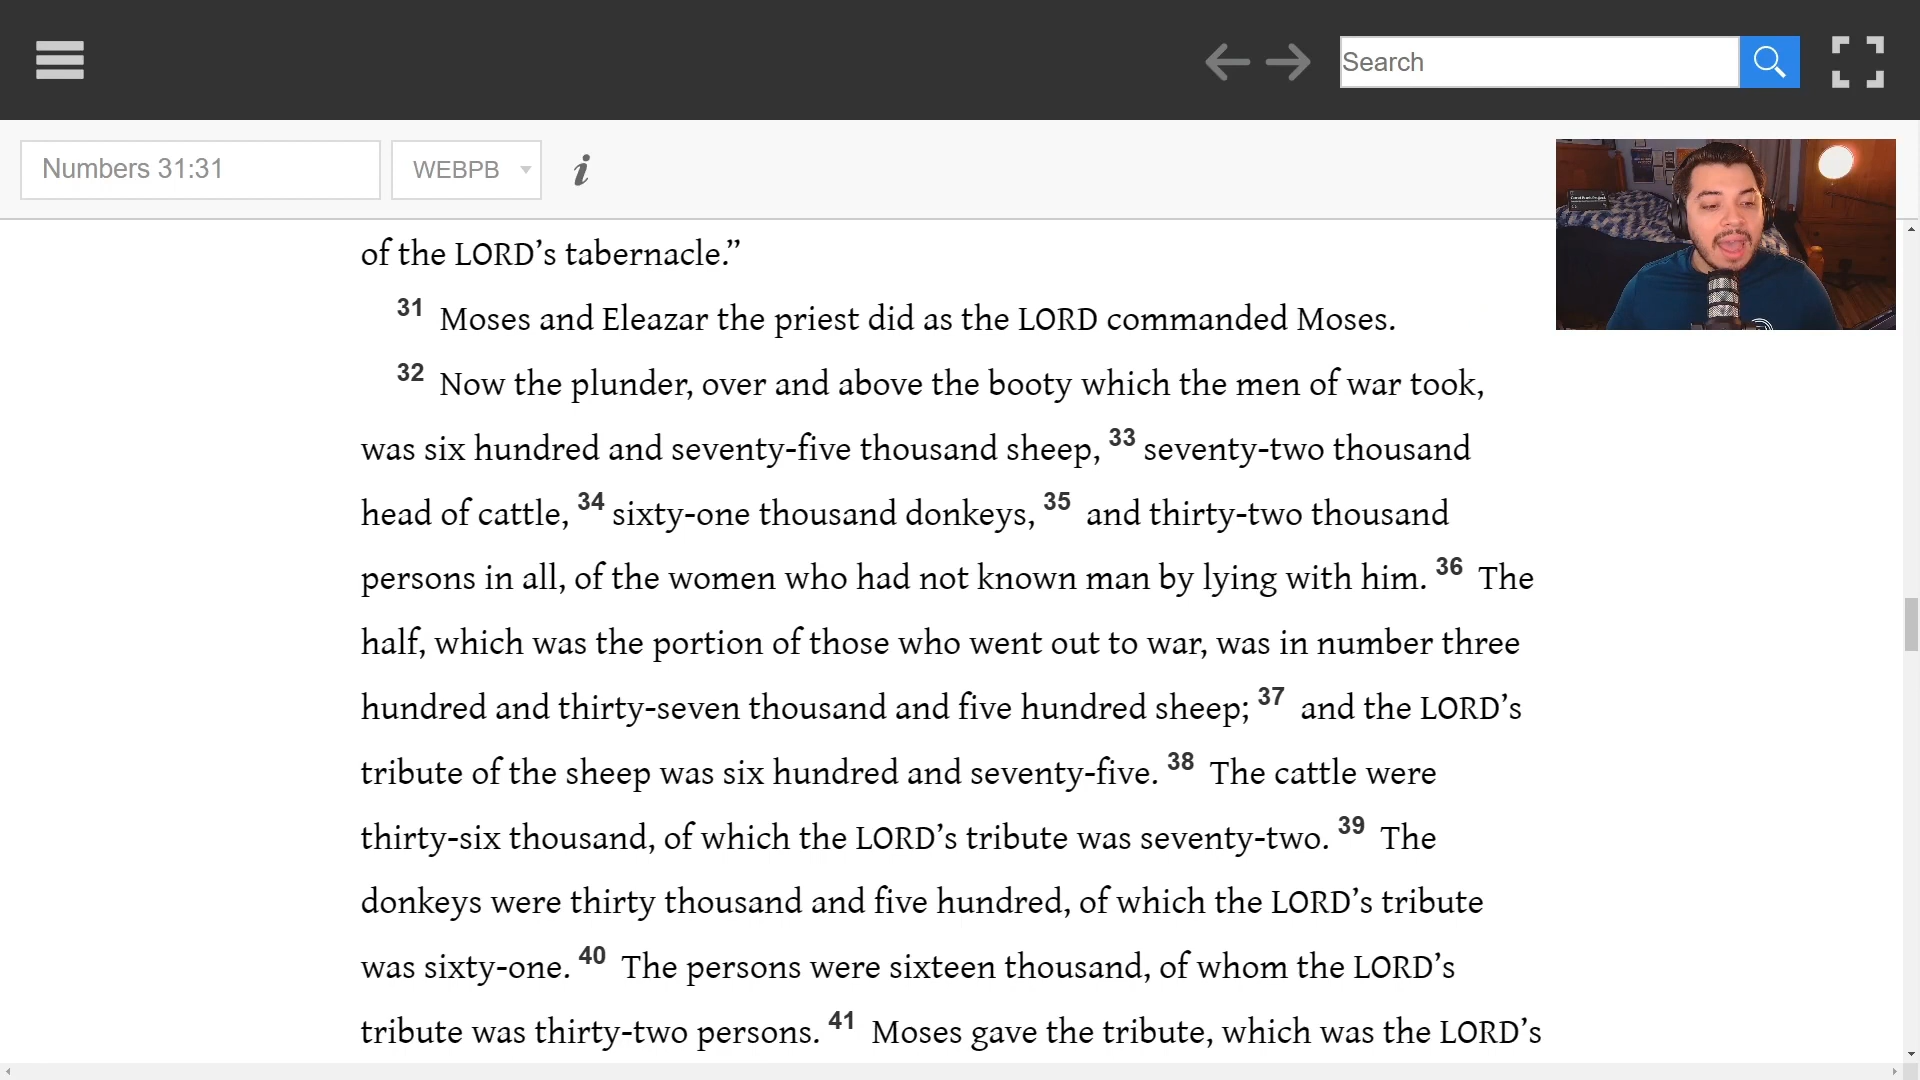 Search
Numbers 31:31
WEBPB
i
of the LORD’s tabernacle.”
31 Moses and Eleazar the priest did as the LORD commanded Moses.
32 Now the plunder, over and above the booty which the men of war took,
was six hundred and seventy-five thousand sheep, 33 seventy-two thousand
head of cattle, 34 sixty-one thousand donkeys, 35 and thirty-two thousand
persons in all, of the women who had not known man by lying with him. 36 The
half, which was the portion of those who went out to war, was in number three
hundred and thirty-seven thousand and five hundred sheep; 37 and the LORD’s
tribute of the sheep was six hundred and seventy-five. 38 The cattle were
thirty-six thousand, of which the LORD’s tribute was seventy-two. 39 The
donkeys were thirty thousand and five hundred, of which the LORD’s tribute
was sixty-one. 40 The persons were sixteen thousand, of whom the LORD’s
tribute was thirty-two persons. 41 Moses gave the tribute, which was the LORD’s